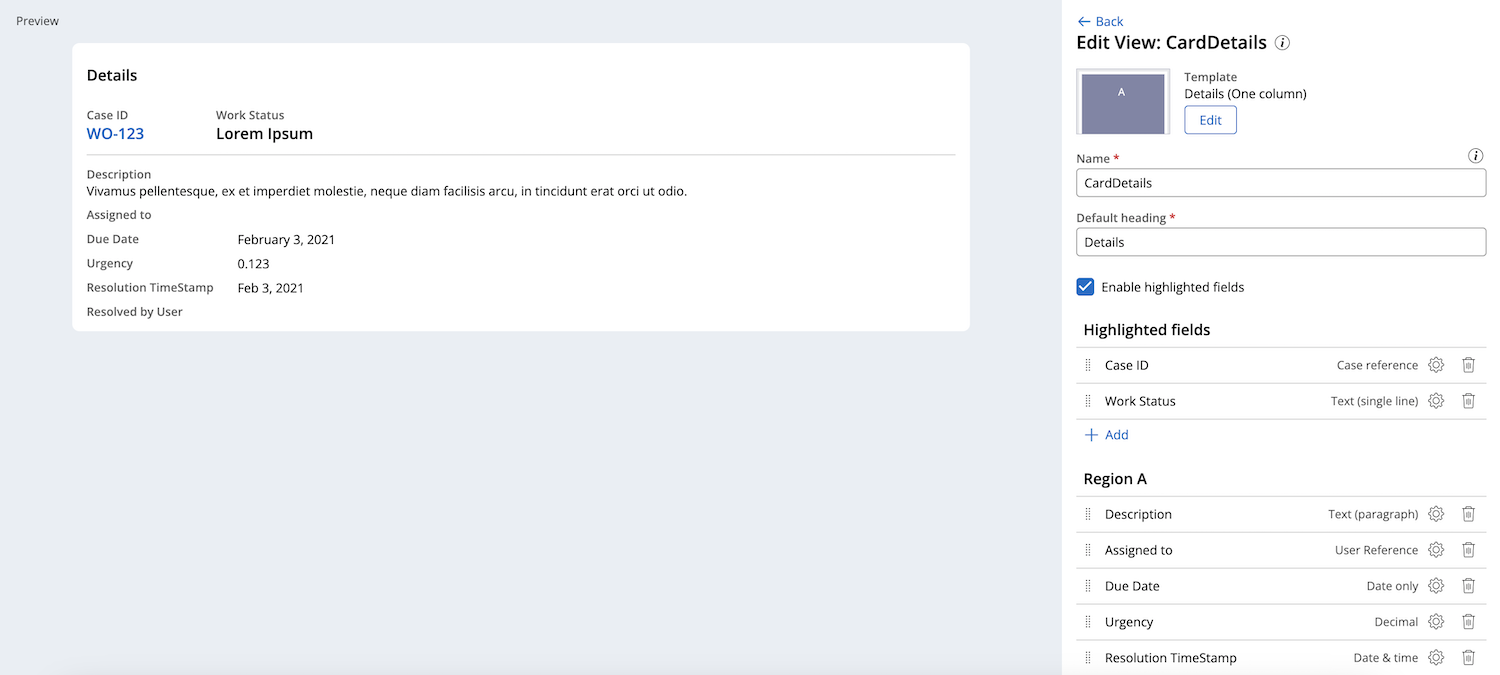 Preview
Details
Case ID Work Status
WO-123 Lorem Ipsum
Description
Vivamus pellentesque, ex et imperdiet molestie, neque diam facilisis arcu, in tincidunt erat orci ut odio.
Assigned to
Due Date February 3, 2021
Urgency 0.123
Resolution TimeStamp Feb 3, 2021
Resolved by User
Back
Edit View: CardDetails i
A
Template
Details (One column)
Edit
Name * i
CardDetails
Default heading *
Details
Enable highlighted fields
Highlighted fields
Case ID Case reference
Work Status Text (single line)
Add
Region A
Description Text (paragraph)
Assigned to User Reference
Due Date Date only
Urgency Decimal
Resolution TimeStamp Date & time